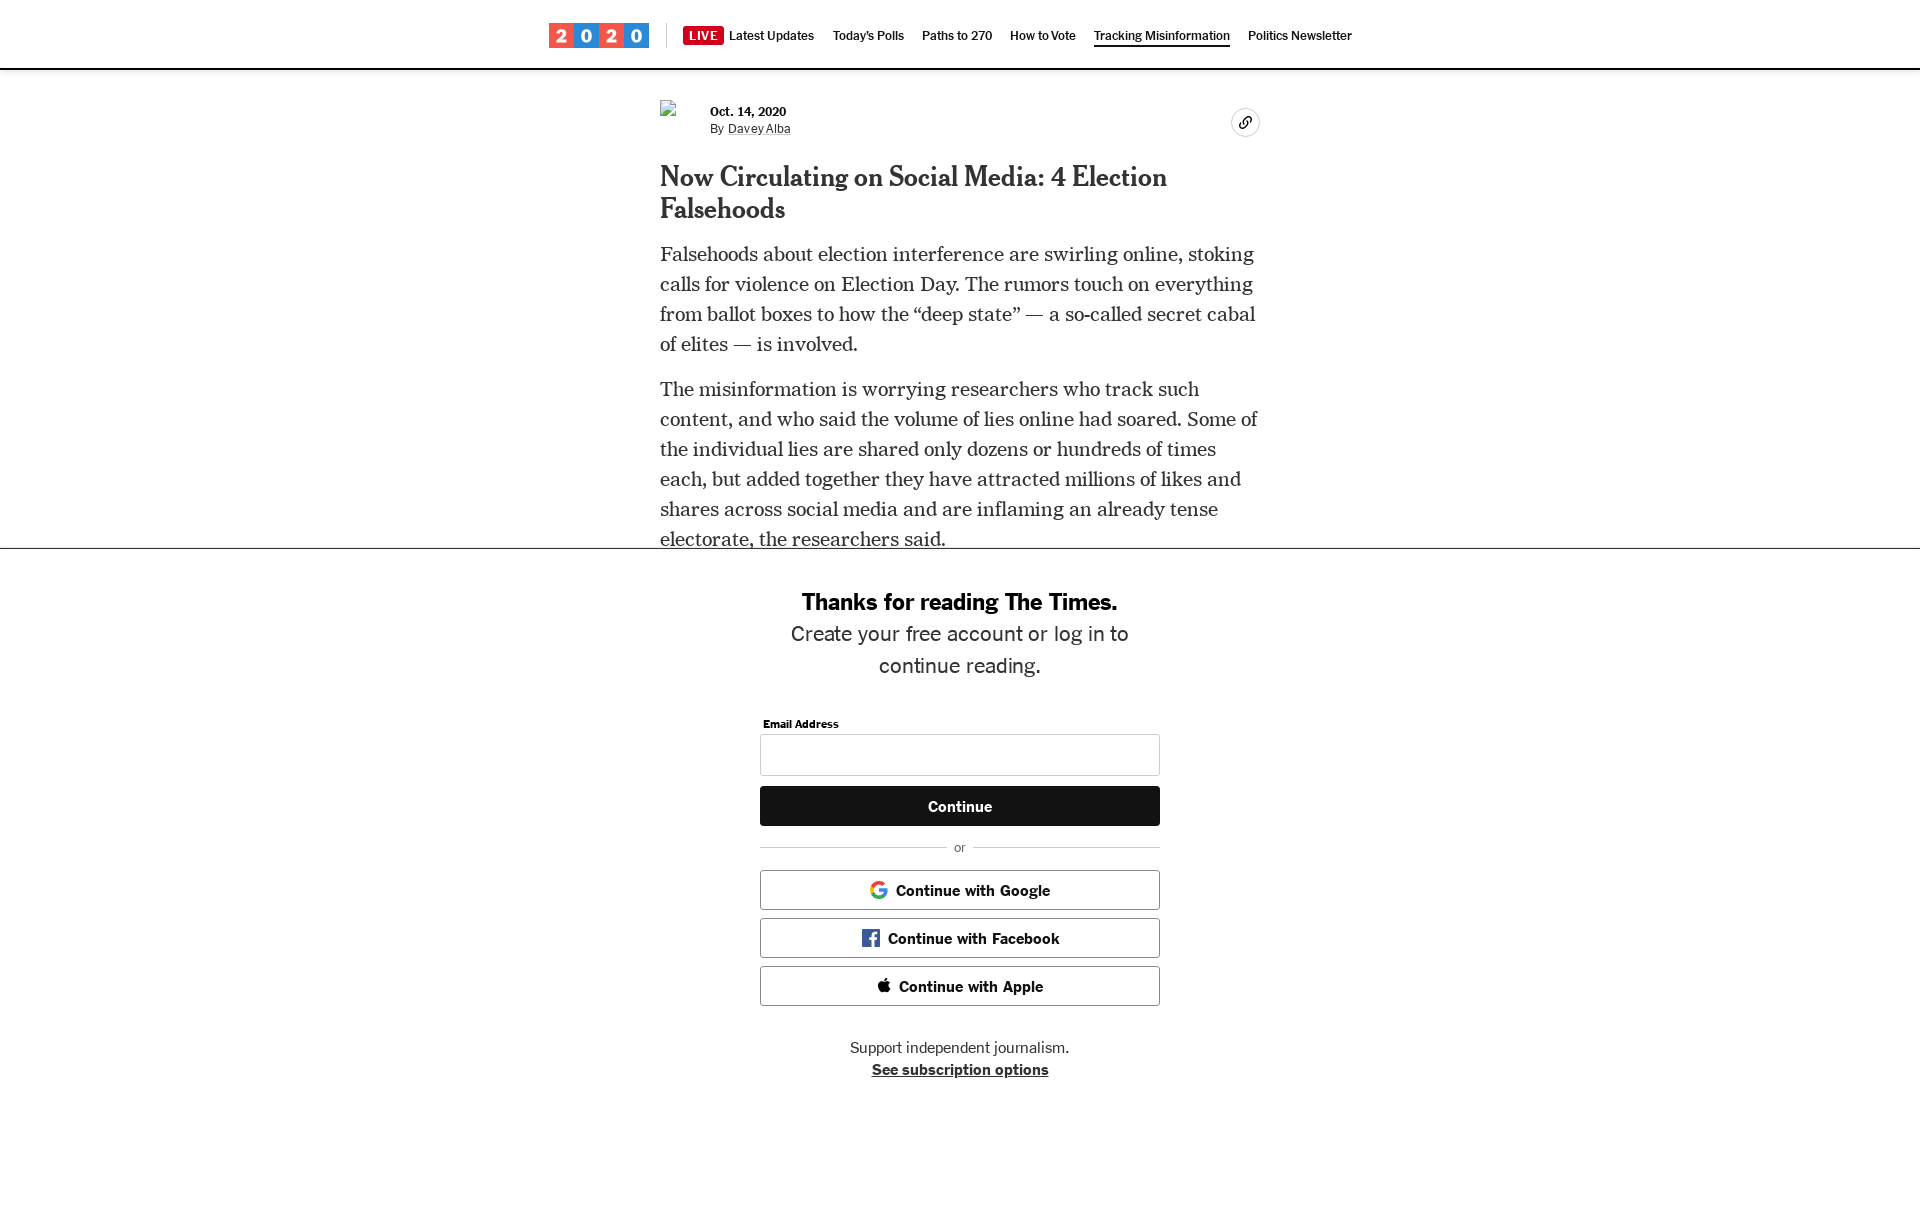 2020
LIVE Latest Updates Today's Polls Paths to 270 How to Vote Tracking Misinformation Politics Newsletter
Oct. 14, 2020
By Davey Alba
Now Circulating on Social Media: 4 Election
Falsehoods
Falsehoods about election interference are swirling online, stoking
calls for violence on Election Day. The rumors touch on everything
from ballot boxes to how the “deep state” — a so-called secret cabal
of elites — is involved.
The misinformation is worrying researchers who track such
content, and who said the volume of lies online had soared. Some of
the individual lies are shared only dozens or hundreds of times
each, but added together they have attracted millions of likes and
shares across social media and are inflaming an already tense
electorate, the researchers said.
Thanks for reading The Times.
Create your free account or log in to
continue reading.
Email Address
Continue
or
Continue with Google
Continue with Facebook
Continue with Apple
Support independent journalism.
See subscription options